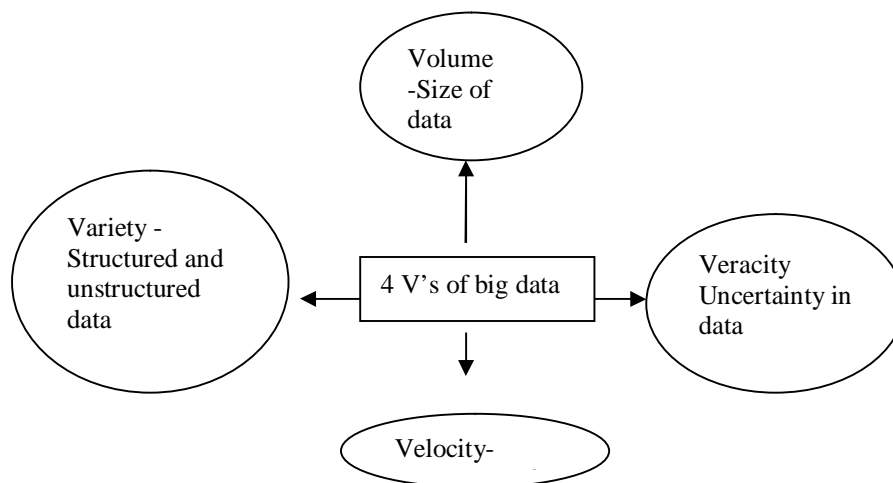 Volume
-Size of
data
Variety -
Structured and
unstructured
data
4 V's of big data
Veracity
Uncertainty in
data
Velocity-